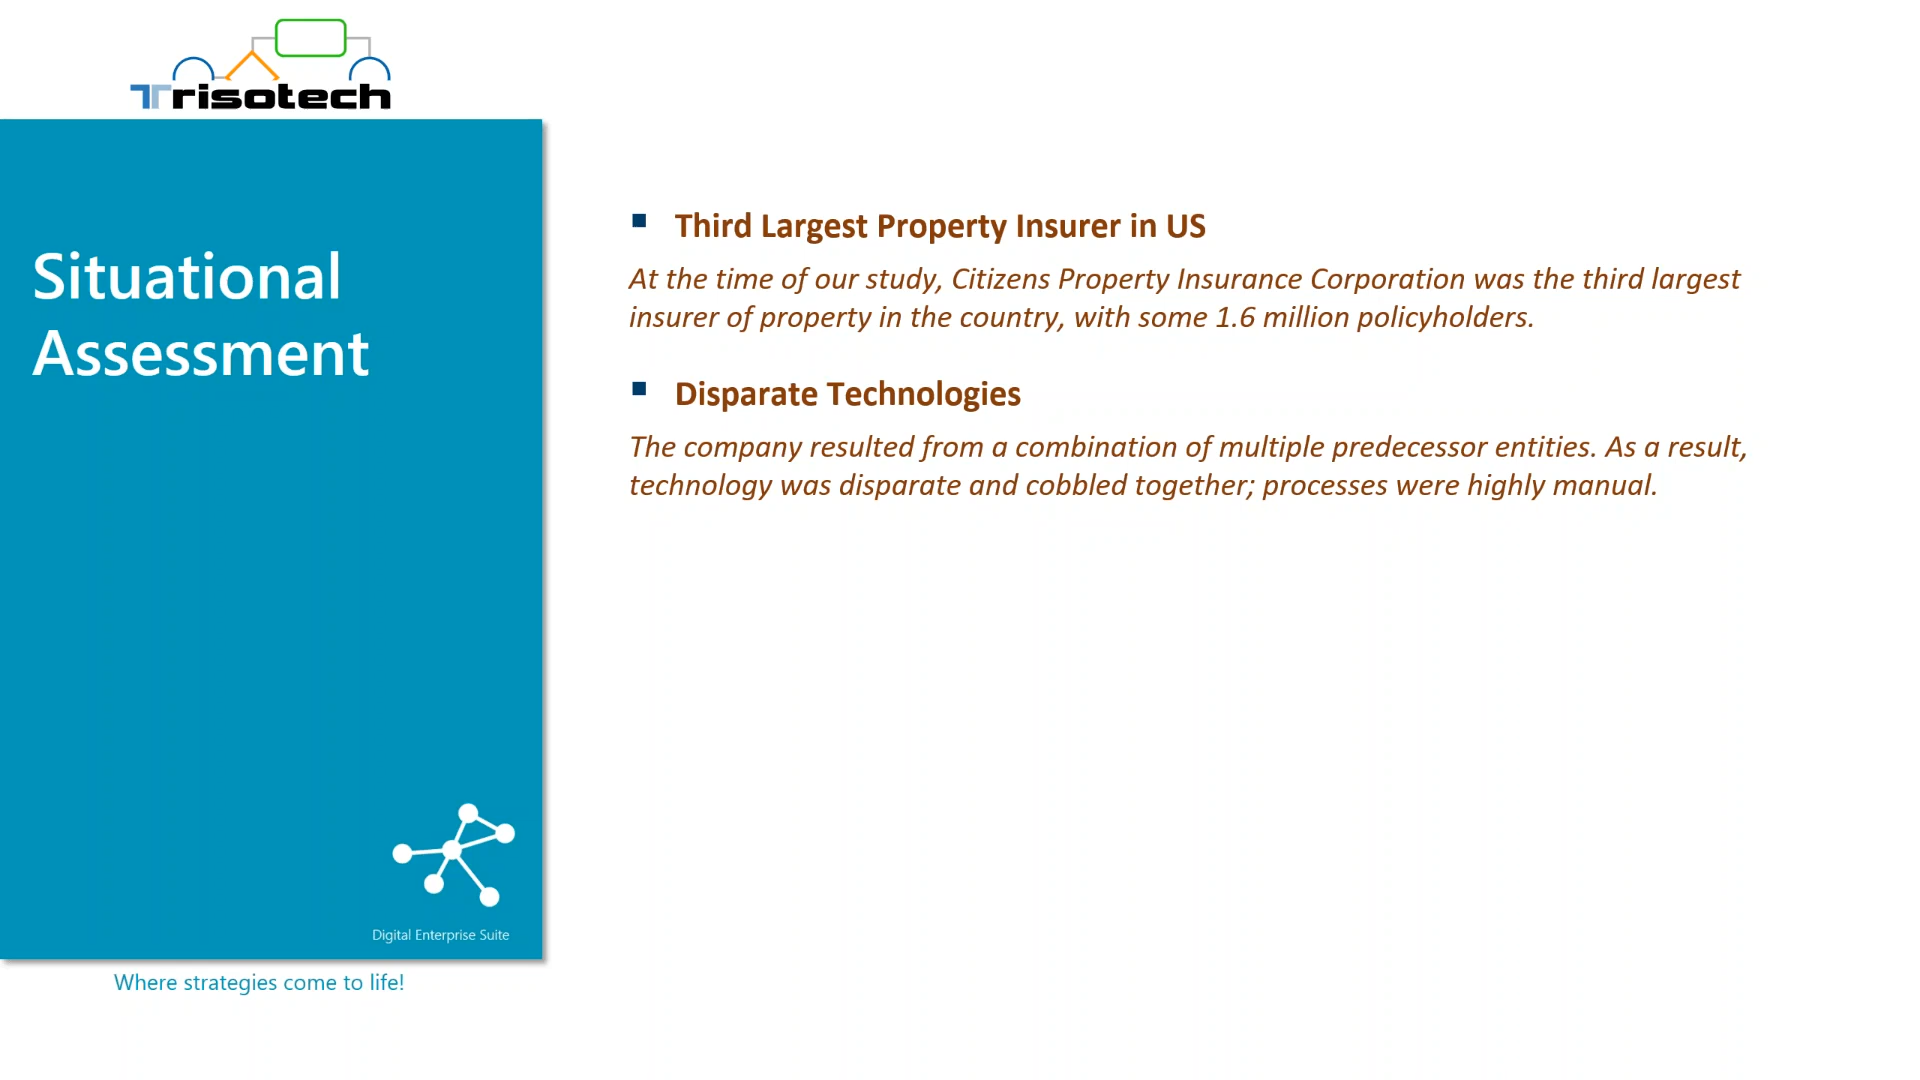 Trisotech
Situational
Assessment
Third Largest Property Insurer in US
At the time of our study, Citizens Property Insurance Corporation was the third largest
insurer of property in the country, with some 1.6 million policyholders.
Disparate Technologies
The company resulted from a combination of multiple predecessor entities. As a result,
technology was disparate and cobbled together; processes were highly manual.
Digital Enterprise Suite
Where strategies come to life!